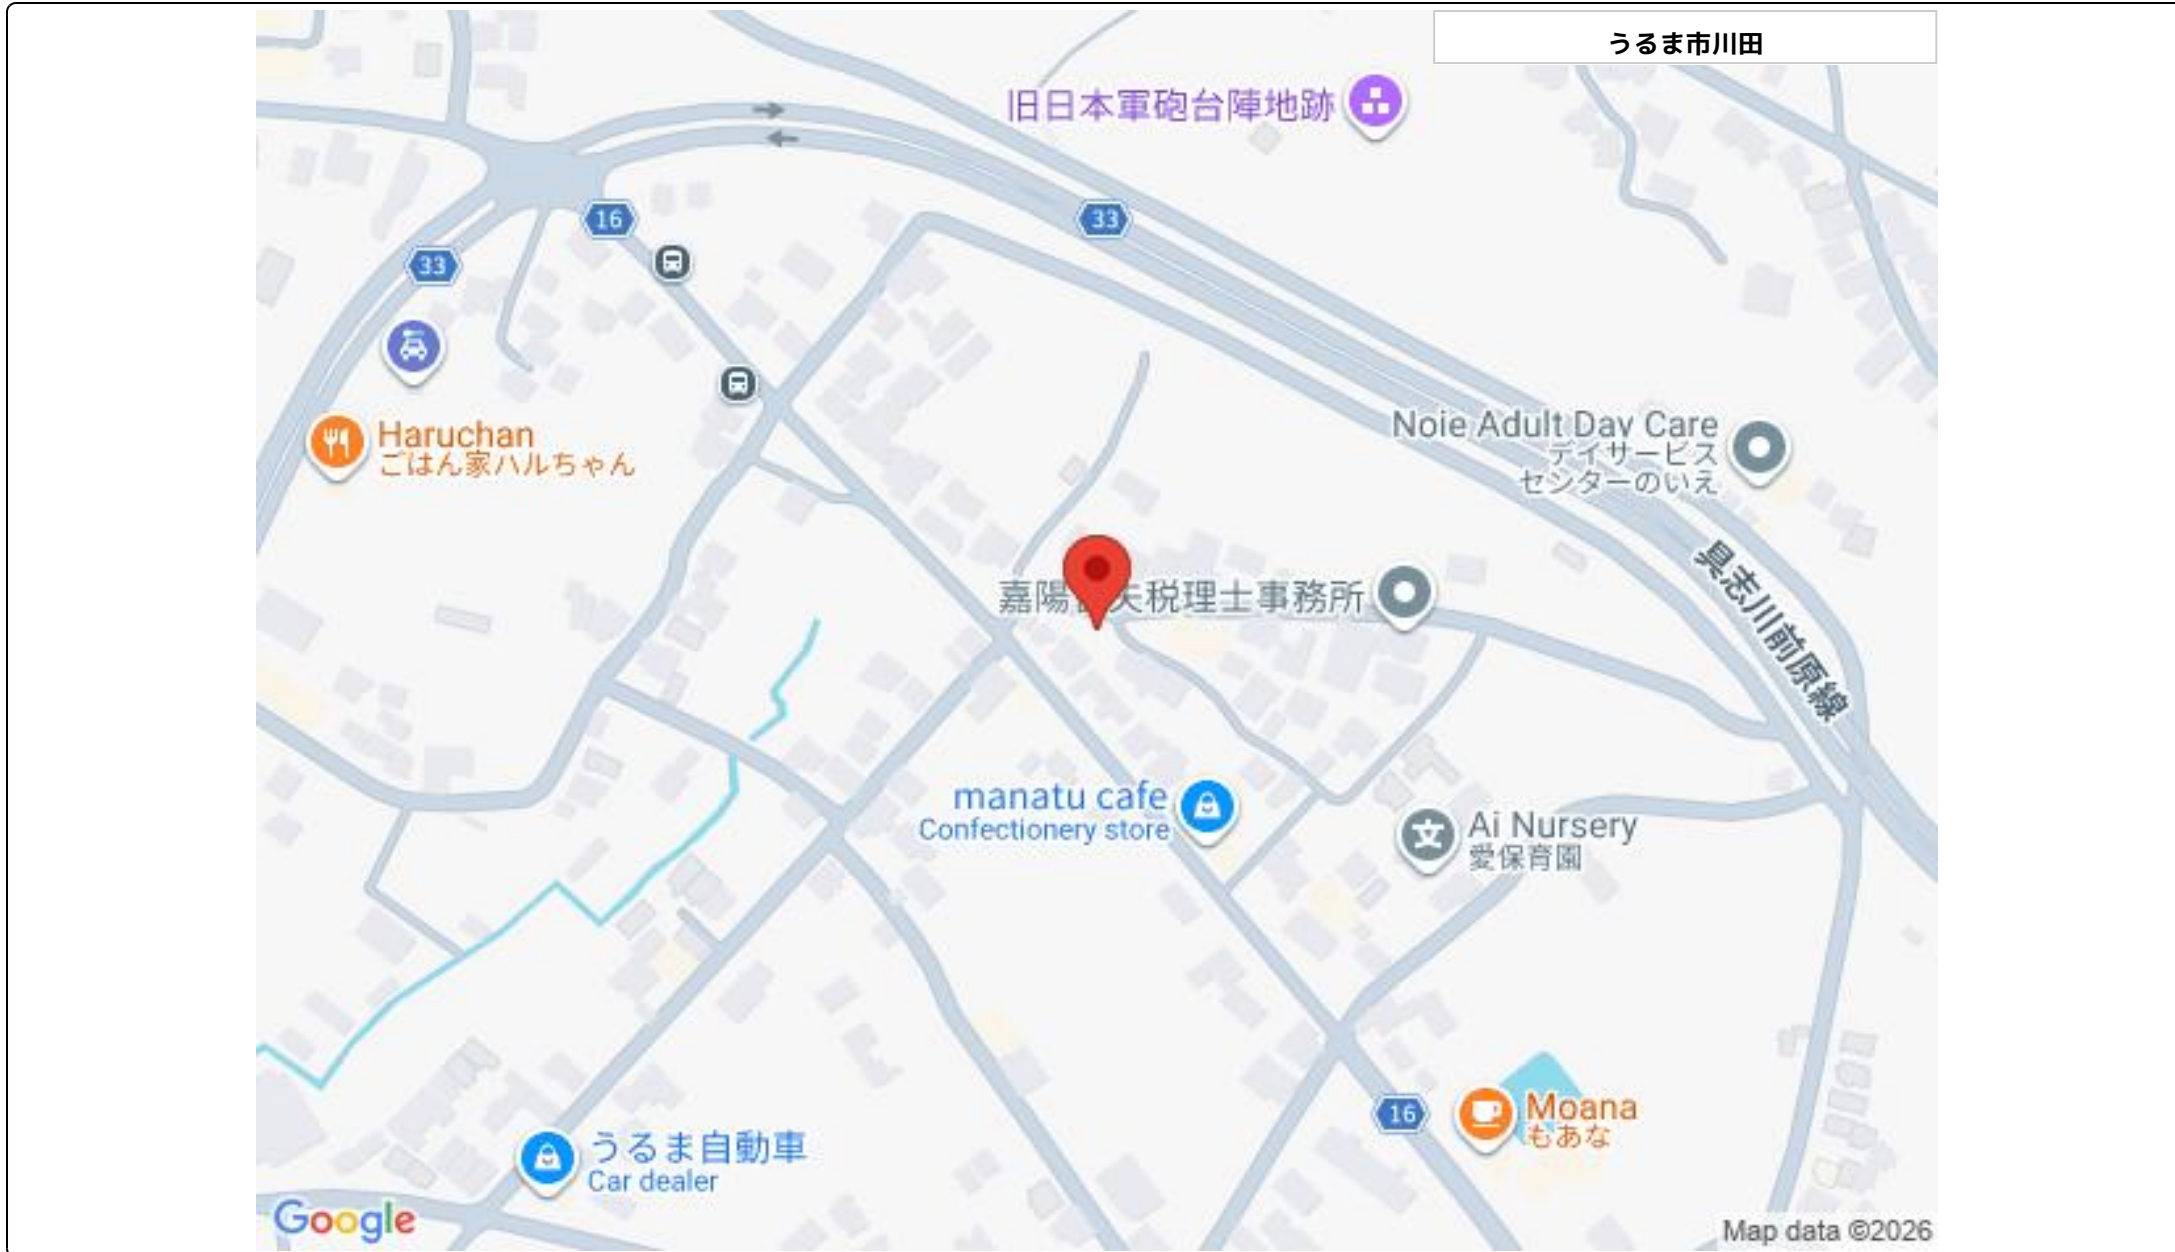 うるま市川田
旧日本軍砲台陣地跡
16
33
33
Haruchan
ごはん家ハルちゃん
Noie Adult Day Care
デイサービス
センターのいえ
具志川前原線
税理士事務所
manatu cafe
Confectionery store
Ai Nursery
愛保育園
16
Moana
もあな
うるま自動車
Car dealer
Google
Map data ©2026